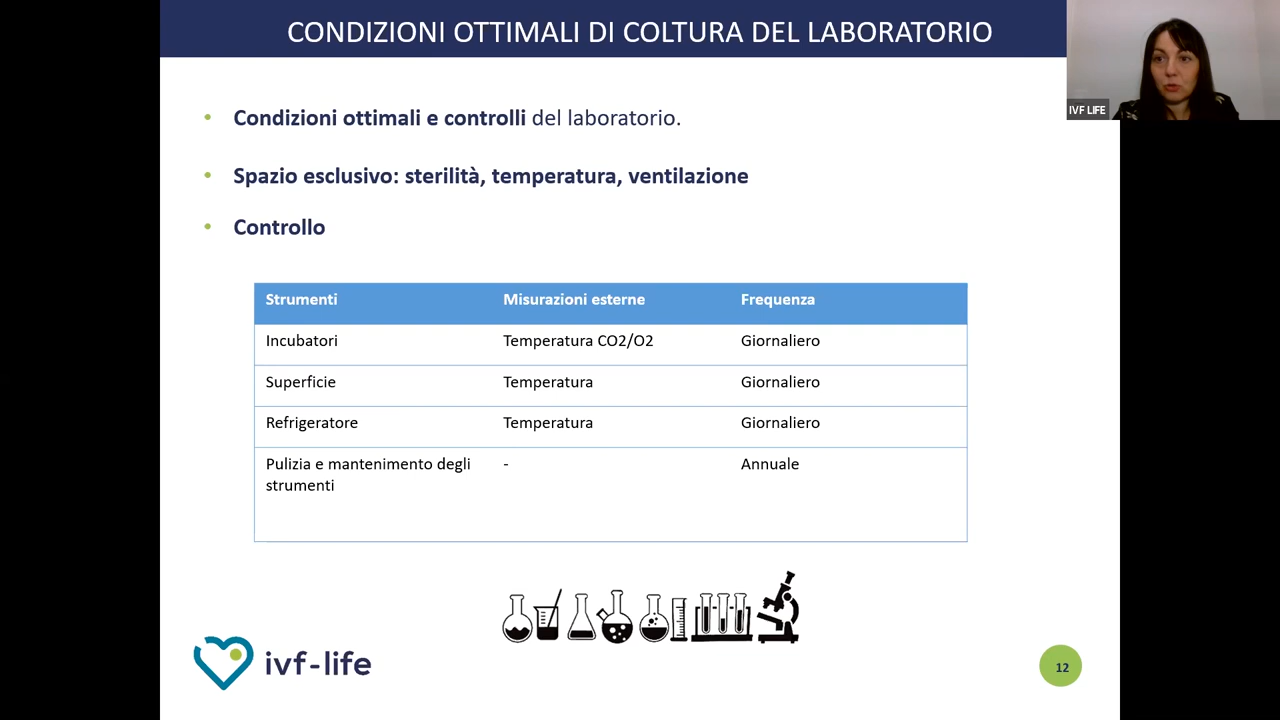 CONDIZIONI OTTIMALI DI COLTURA DEL LABORATORIO
IVF LIFE
• Condizioni ottimali e controlli del laboratorio.
• Spazio esclusivo: sterilità, temperatura, ventilazione
• Controllo
Strumenti Misurazioni esterne Frequenza
Incubatori Temperatura CO2/O2 Giornaliero
Superficie Temperatura Giornaliero
Refrigeratore Temperatura Giornaliero
Pulizia e mantenimento degli - Annuale
strumenti
ivf-life
12